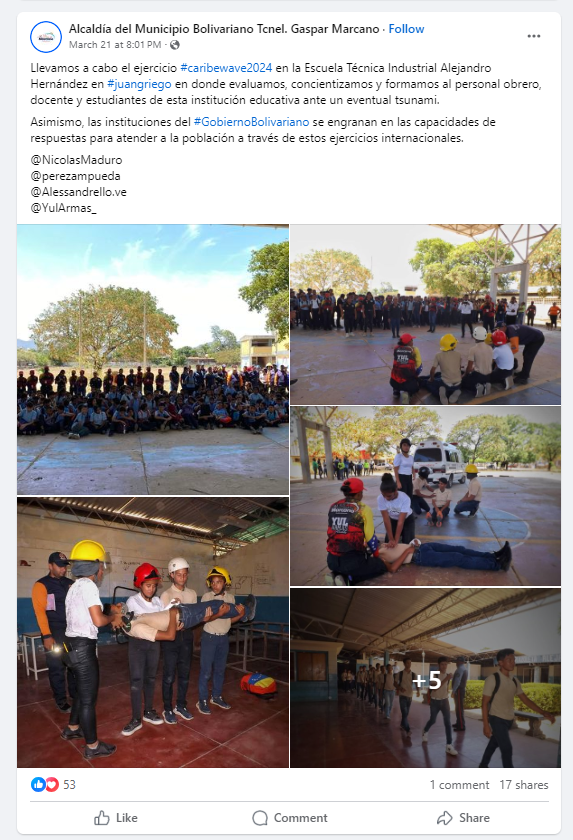 Alcaldía del Municipio Bolivariano Tcnel. Gaspar Marcano · Follow
March 21 at 8:01 PM ·
Llevamos a cabo el ejercicio #caribewave2024 en la Escuela Técnica Industrial Alejandro
Hernández en #juangriego en donde evaluamos, concientizamos y formamos al personal obrero,
docente y estudiantes de esta institución educativa ante un eventual tsunami.
Asimismo, las instituciones del #GobiernoBolivariano se engranan en las capacidades de
respuestas para atender a la población a través de estos ejercicios internacionales.
@NicolasMaduro
@perezampueda
@Alessandrello.ve
@YulArmas_
YUL
+5
53
1 comment 17 shares
Like Comment Share